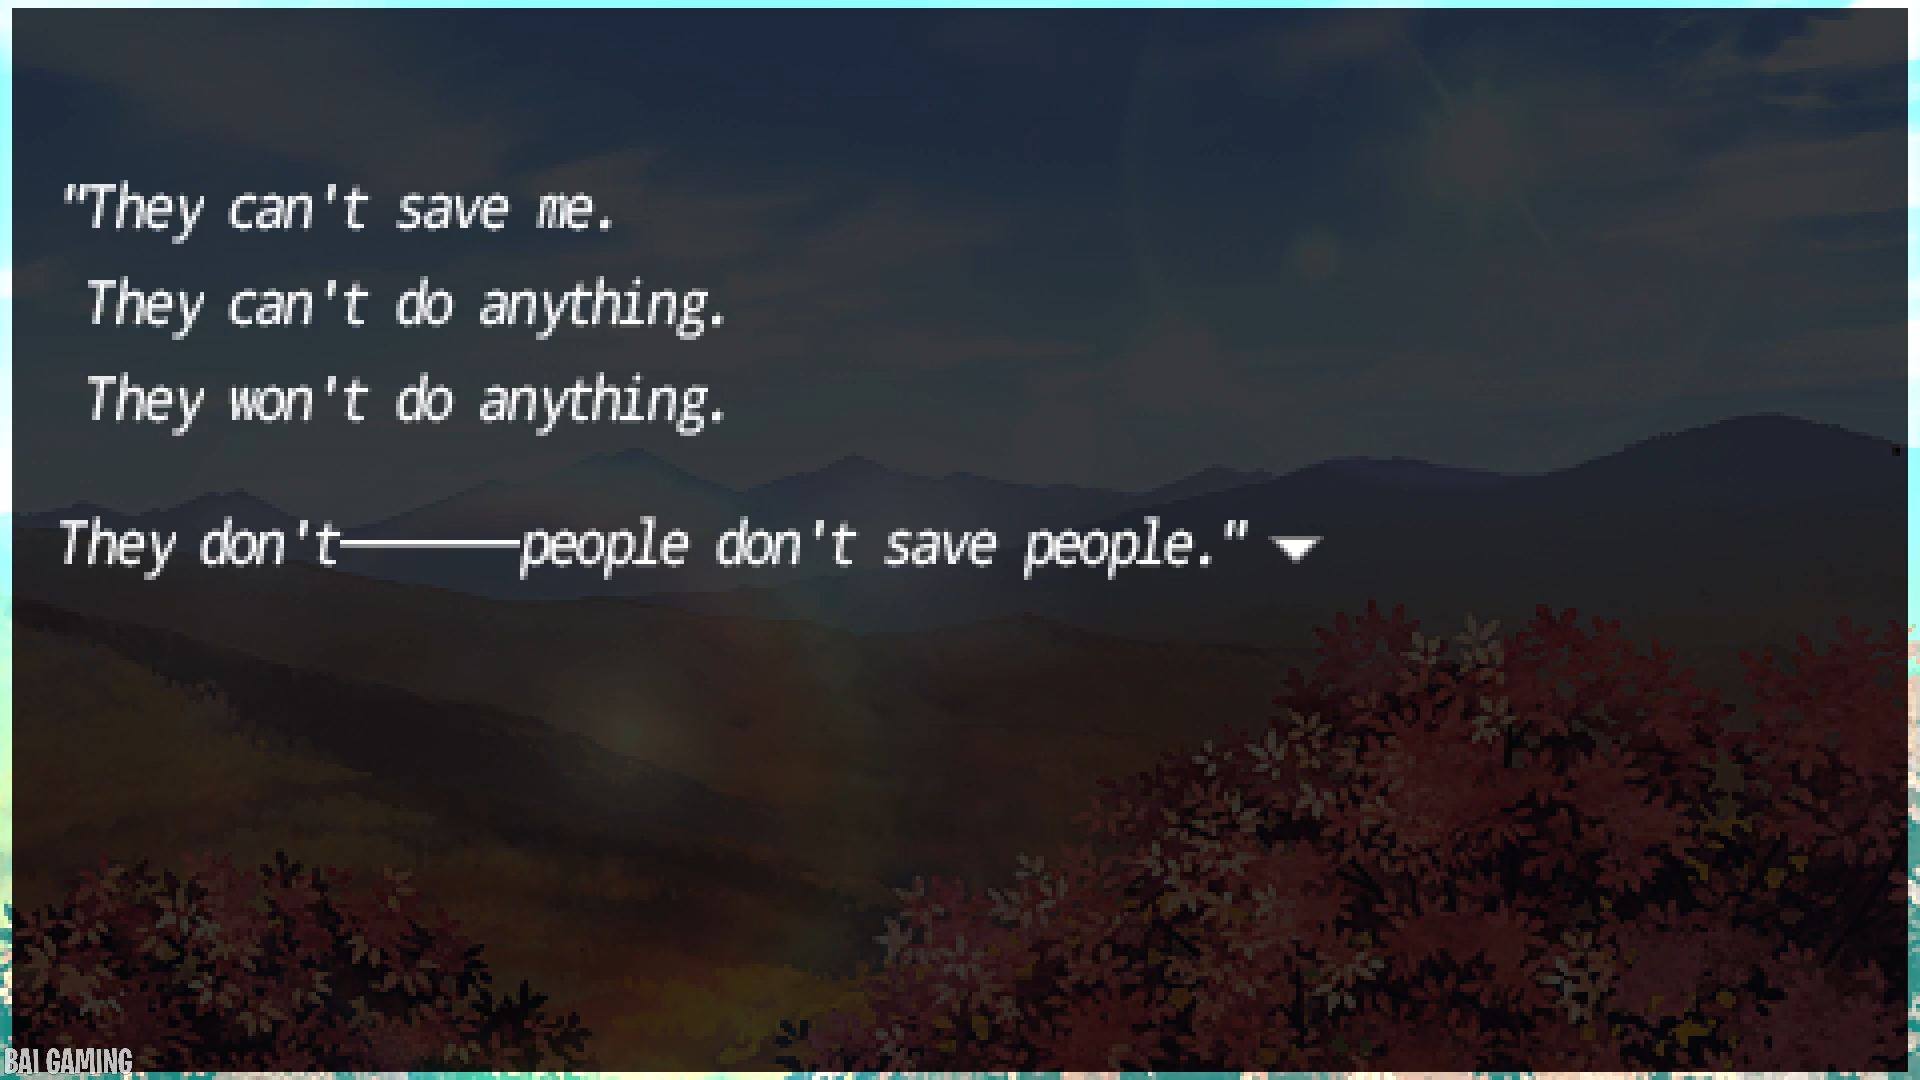 "They can't save me.
They can't do anything.
They won't do anything.
They don't———people don't save people."
BAI GAMING